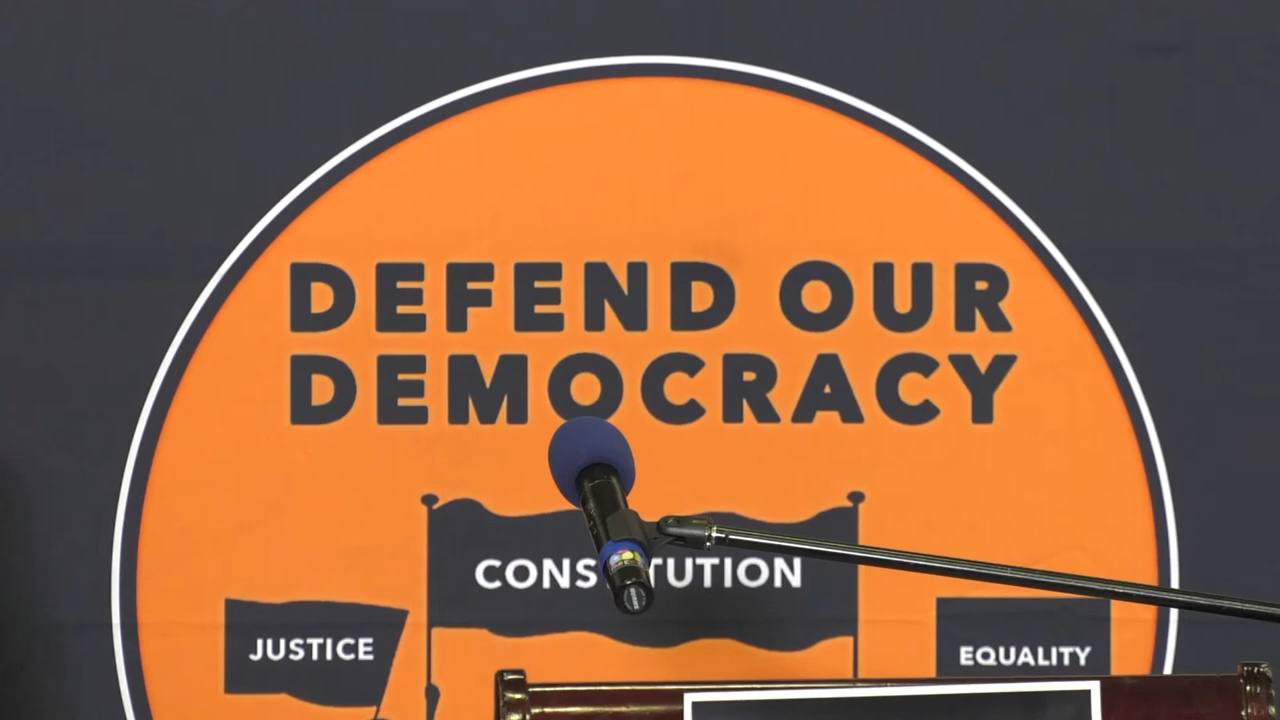 DEFEND OUR
DEMOCRACY
CONS TUTION
JUSTICE
EQUALITY